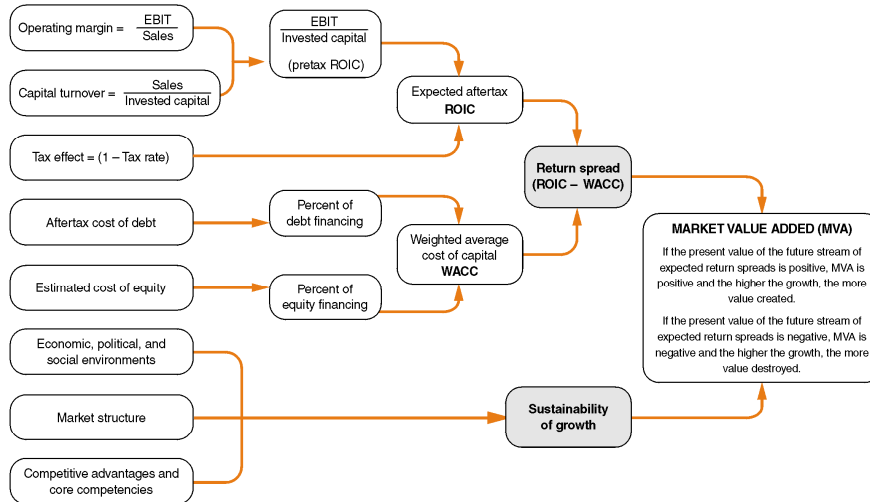 Operating margin = EBIT
Sales
Capital turnover = Sales
Invested capital
EBIT
Invested capital
(pretax ROIC)
Tax effect = (1 – Tax rate)
Expected aftertax
ROIC
Aftertax cost of debt
Percent of
debt financing
Estimated cost of equity
Percent of
equity financing
Weighted average
cost of capital
WACC
Return spread
(ROIC – WACC)
Economic, political, and
social environments
Market structure
Competitive advantages and
core competencies
Sustainability
of growth
MARKET VALUE ADDED (MVA)
If the present value of the future stream of
expected return spreads is positive, MVA is
positive and the higher the growth, the more
value created.
If the present value of the future stream of
expected return spreads is negative, MVA is
negative and the higher the growth, the more
value destroyed.